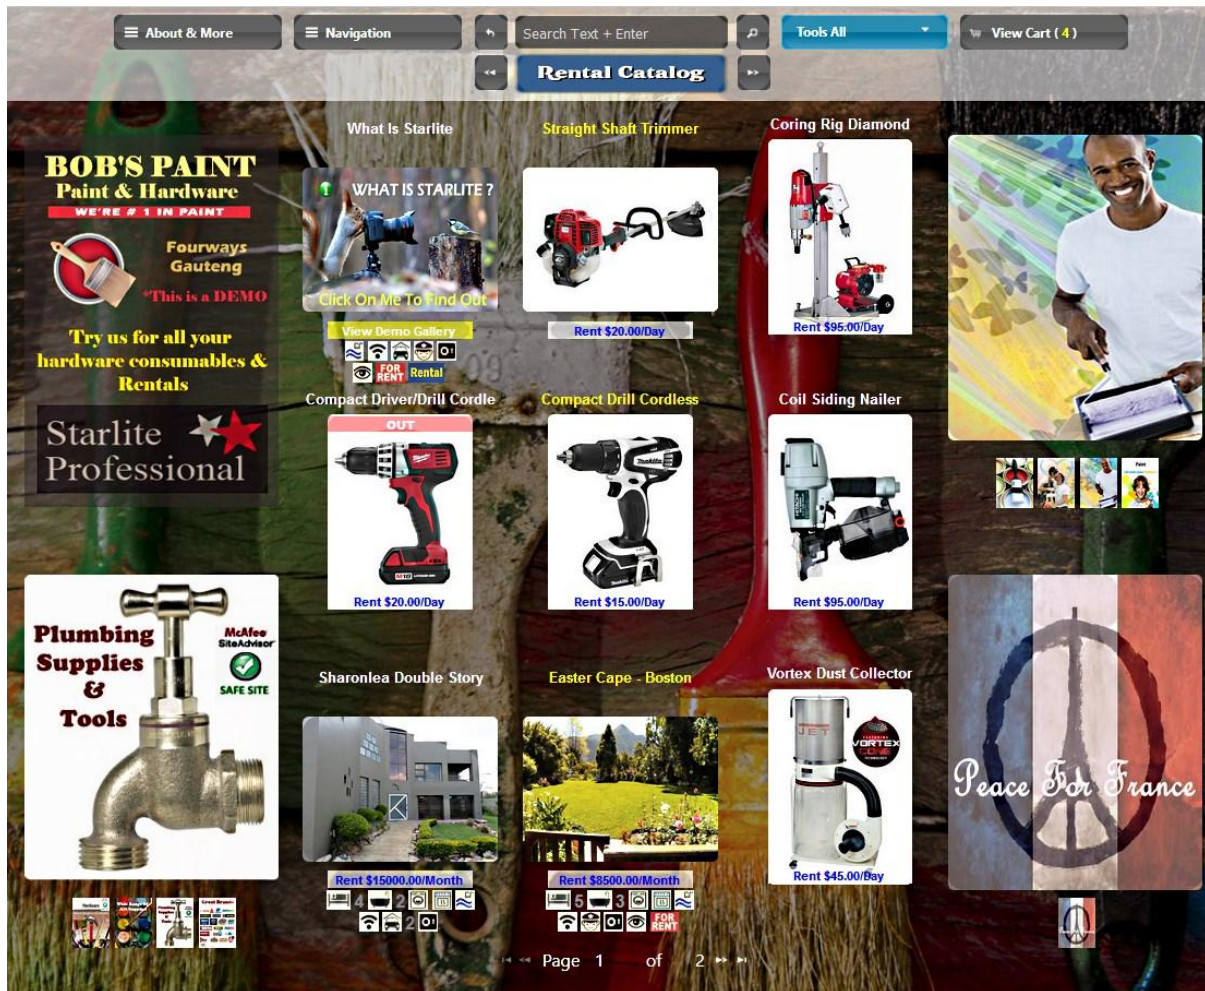 About & More
Navigation
Search Text + Enter
Tools All
View Cart ( 4 )
Rental Catalog
BOB'S PAINT
Paint & Hardware
WE'RE # 1 IN PAINT
Fourways
Gauteng
*This is a DEMO
Try us for all your
hardware consumables &
Rentals
Starlite
Professional
What Is Starlite
WHAT IS STARLITE ?
Click On Me To Find Out
View Demo Gallery
FOR
RENT
Rental
Straight Shaft Trimmer
Rent $20.00/Day
Coring Rig Diamond
Rent $95.00/Day
Compact Driver/Drill Cordle
OUT
Milwaukee
M18
Rent $20.00/Day
Compact Drill Cordless
Makita
Rent $15.00/Day
Coil Siding Nailer
Rent $95.00/Day
Paint
Plumbing
Supplies
&
Tools
McAfee
SiteAdvisor
SAFE SITE
Sharonlea Double Story
Rent $15000.00/Month
4
2
2
Easter Cape - Boston
Rent $8500.00/Month
5
3
FOR
RENT
Vortex Dust Collector
JET
VORTEX
CONE
TECHNOLOGY
Rent $45.00/Day
Peace For France
Page 1 of 2